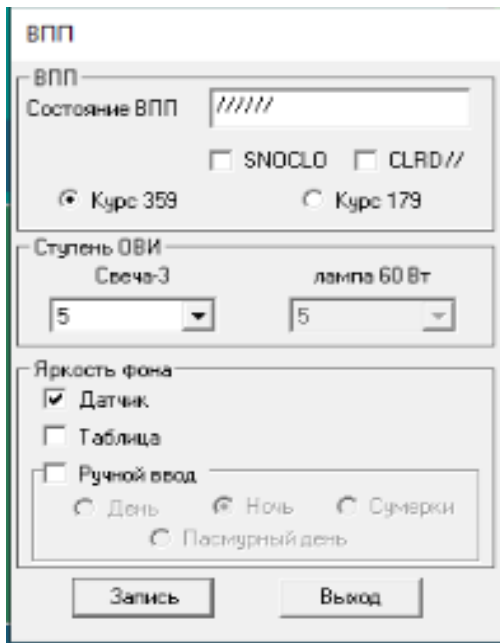 ВПП
ВПП
Состояние ВПП //////
SNOCLO CLRD//
Курс 359 Курс 179
Ступень ОВИ
Свеча-3 лампа 60 Вт
5 5
Яркость фона
Датчик
Таблица
Ручной ввод
День Ночь Сумерки
Пасмурный день
Запись Выход